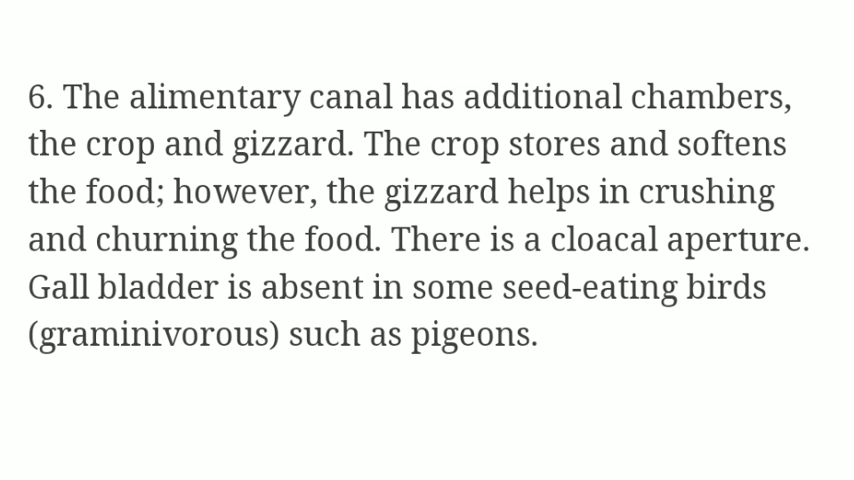 6. The alimentary canal has additional chambers,
the crop and gizzard. The crop stores and softens
the food; however, the gizzard helps in crushing
and churning the food. There is a cloacal aperture.
Gall bladder is absent in some seed-eating birds
(graminivorous) such as pigeons.